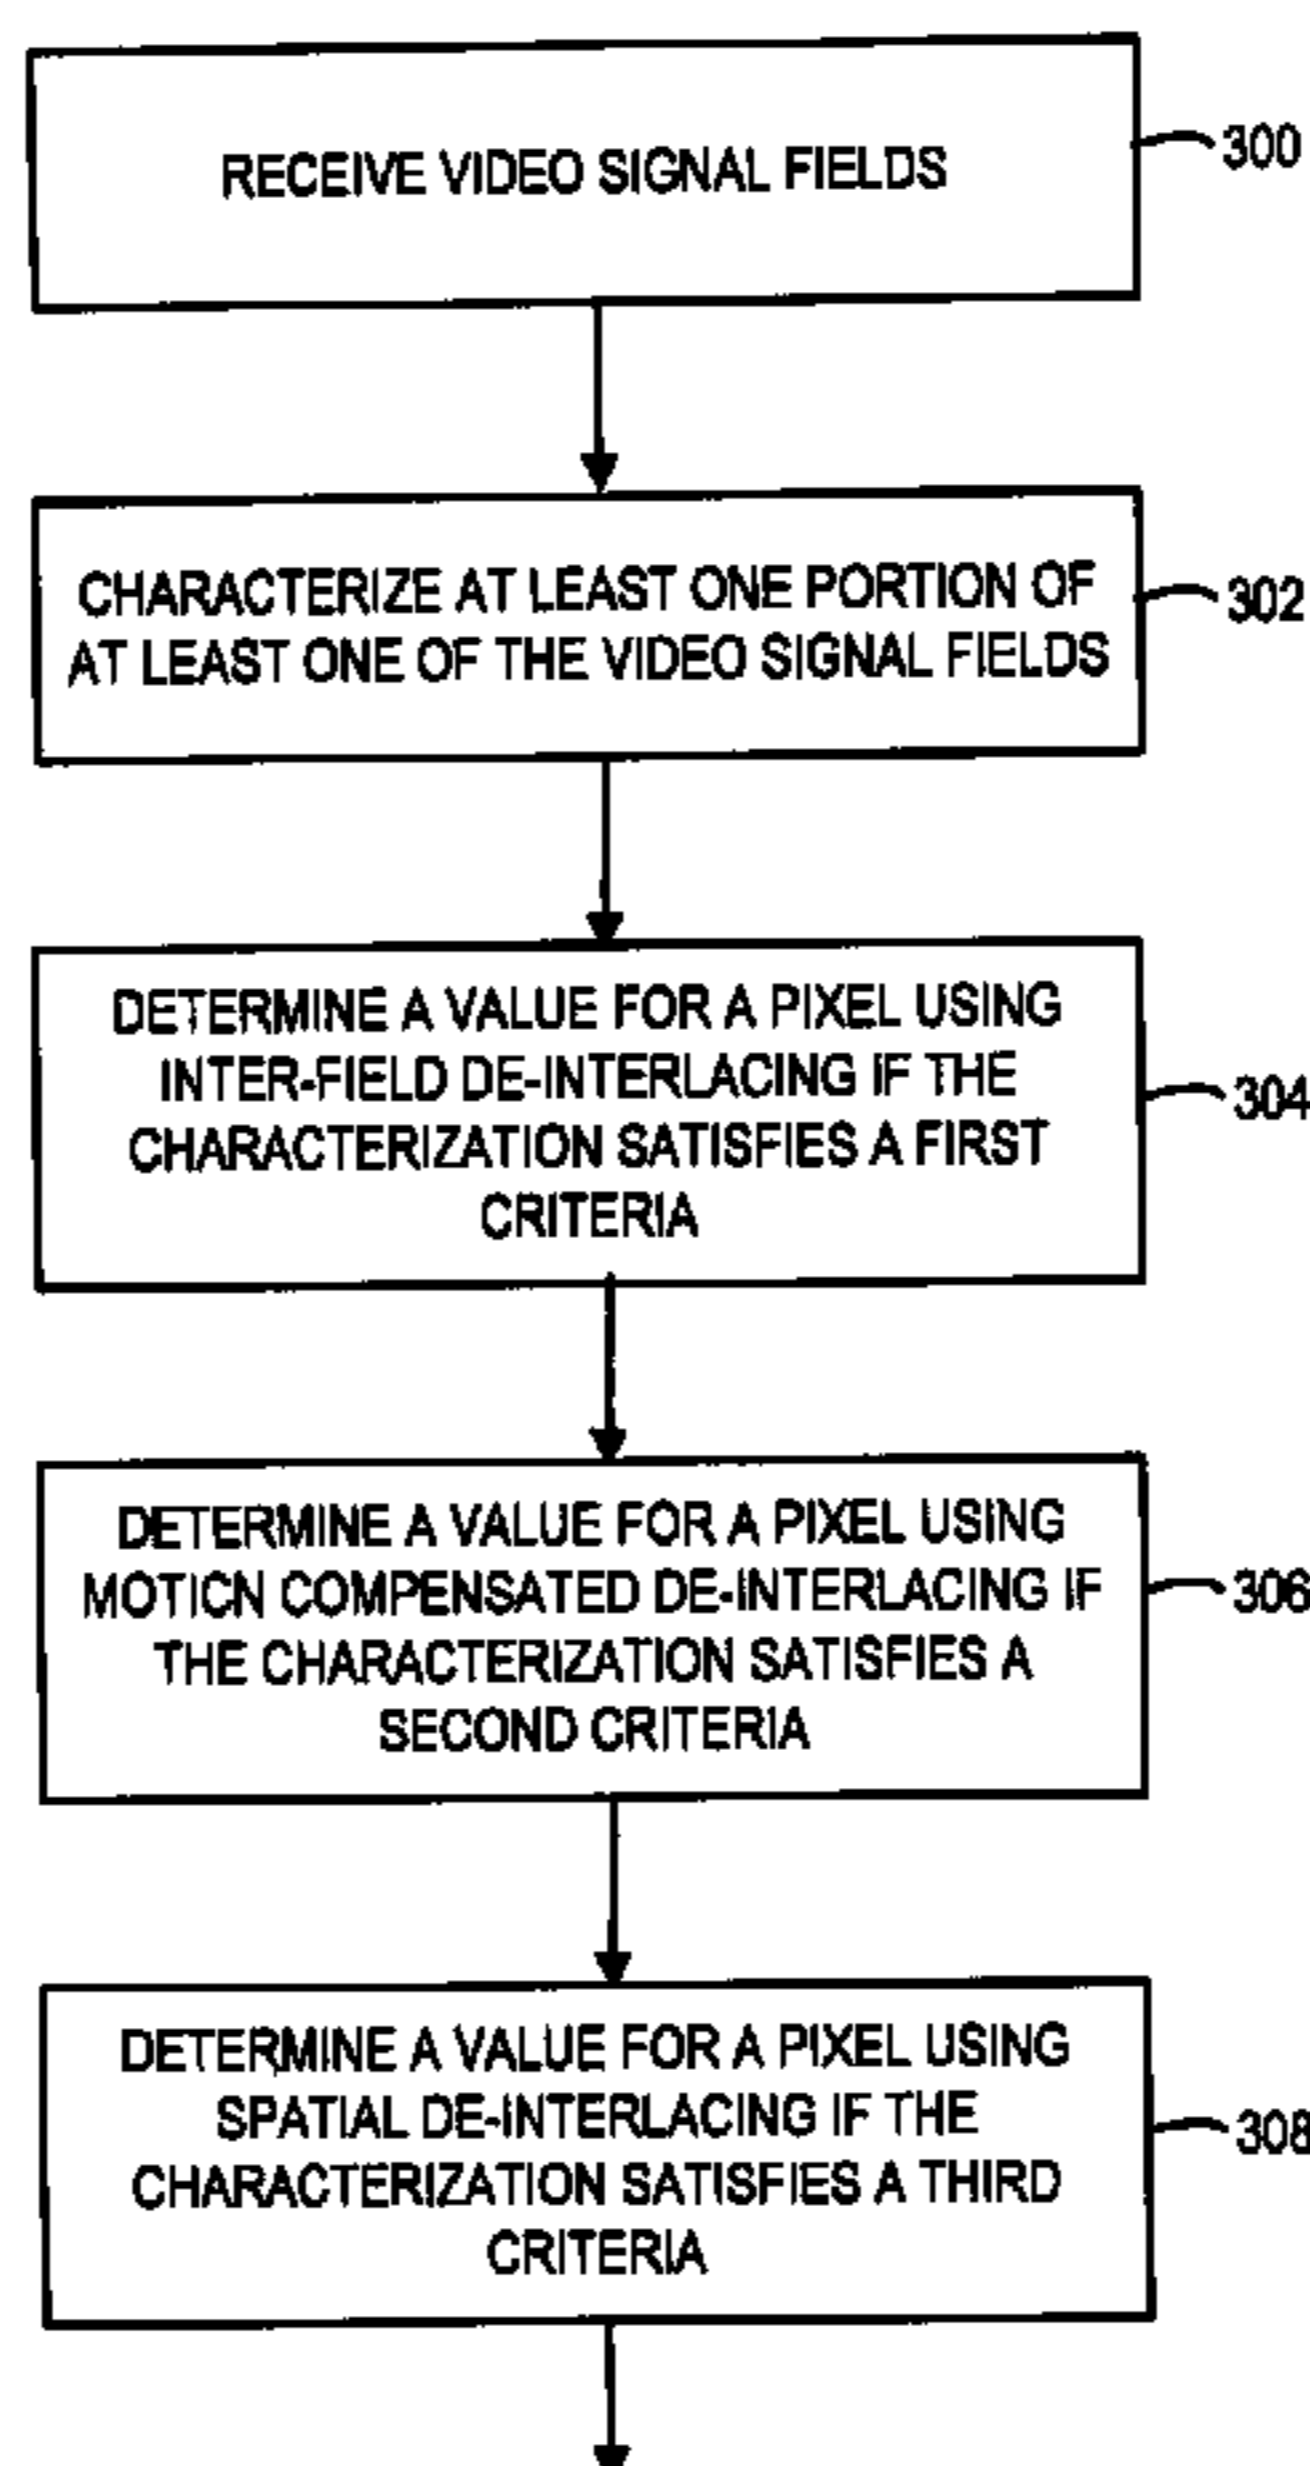 RECEIVE VIDEO SIGNAL FIELDS
300
CHARACTERIZE AT LEAST ONE PORTION OF
AT LEAST ONE OF THE VIDEO SIGNAL FIELDS
302
DETERMINE A VALUE FOR A PIXEL USING
INTER-FIELD DE-INTERLACING IF THE
CHARACTERIZATION SATISFIES A FIRST
CRITERIA
304
DETERMINE A VALUE FOR A PIXEL USING
MOTION COMPENSATED DE-INTERLACING IF
THE CHARACTERIZATION SATISFIES A
SECOND CRITERIA
306
DETERMINE A VALUE FOR A PIXEL USING
SPATIAL DE-INTERLACING IF THE
CHARACTERIZATION SATISFIES A THIRD
CRITERIA
308